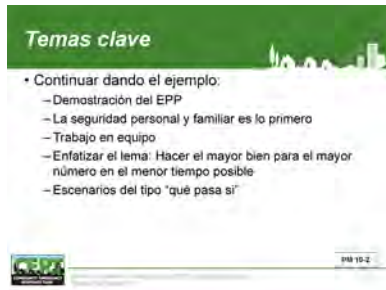 Temas clave
• Continuar dando el ejemplo:
– Demostración del EPP
– La seguridad personal y familiar es lo primero
– Trabajo en equipo
– Enfatizar el lema: Hacer el mayor bien para el mayor
número en el menor tiempo posible
– Escenarios del tipo “qué pasa si”
CERT
PM 10-2